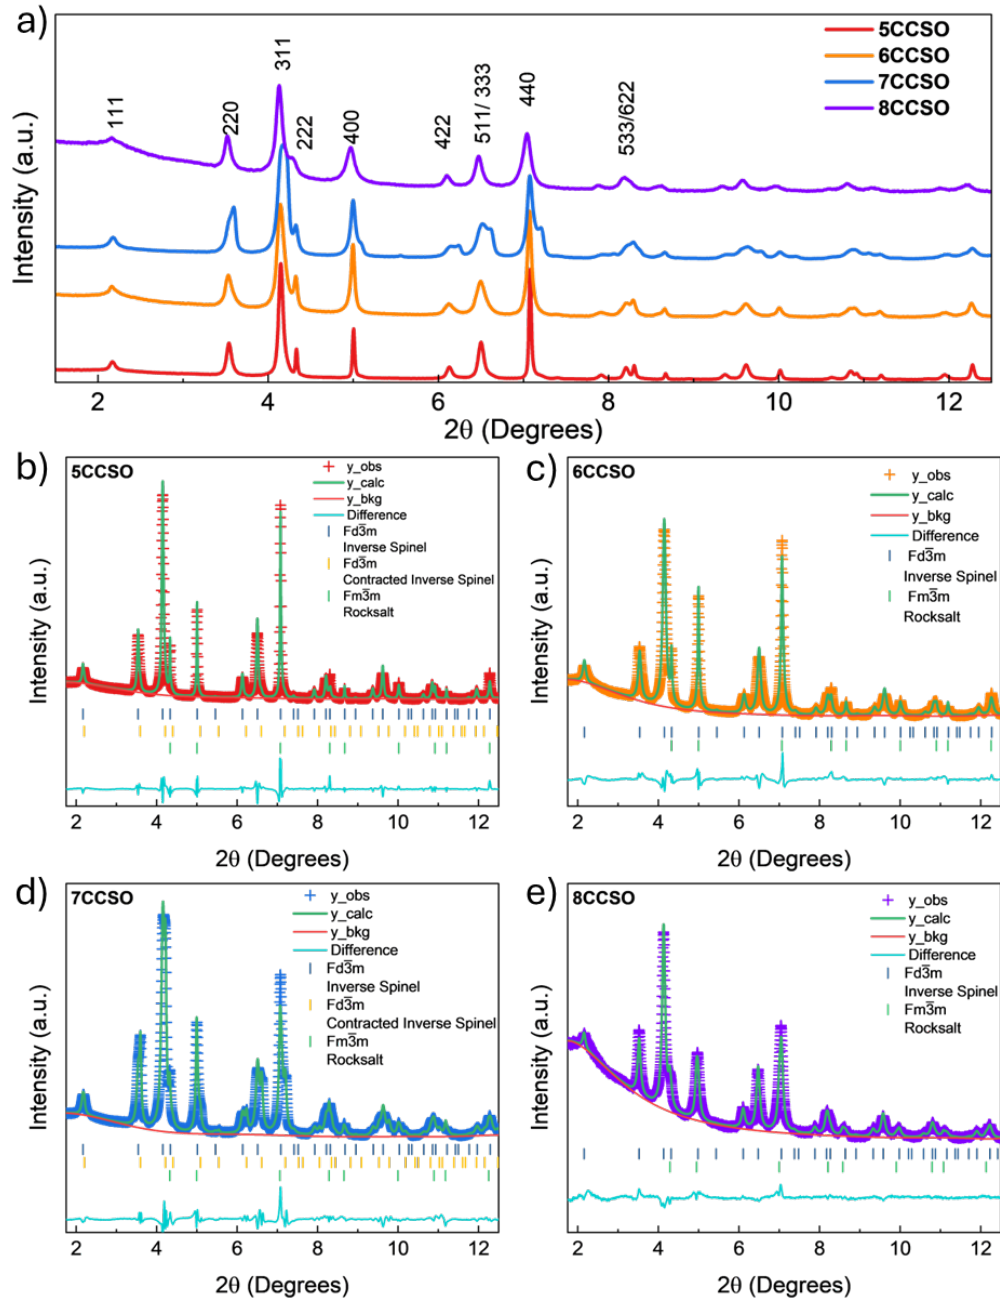 a)
5CCSO
6CCSO
7CCSO
8CCSO
111
220
311
222
400
422
511/ 333
440
533/622
Intensity (a.u.)
2 4 6 8 10 12
2θ (Degrees)
b)
5CCSO
y_obs
y_calc
y_bkg
Difference
Fd3̅m
Inverse Spinel
Fd3̅m
Contracted Inverse Spinel
Fm3̅m
Rocksalt
Intensity (a.u.)
2 4 6 8 10 12
2θ (Degrees)
c)
6CCSO
y_obs
y_calc
y_bkg
Difference
Fd3̅m
Inverse Spinel
Fm3̅m
Rocksalt
Intensity (a.u.)
2 4 6 8 10 12
2θ (Degrees)
d)
7CCSO
y_obs
y_calc
y_bkg
Difference
Fd3̅m
Inverse Spinel
Fd3̅m
Contracted Inverse Spinel
Fm3̅m
Rocksalt
Intensity (a.u.)
2 4 6 8 10 12
2θ (Degrees)
e)
8CCSO
y_obs
y_calc
y_bkg
Difference
Fd3̅m
Inverse Spinel
Fm3̅m
Rocksalt
Intensity (a.u.)
2 4 6 8 10 12
2θ (Degrees)